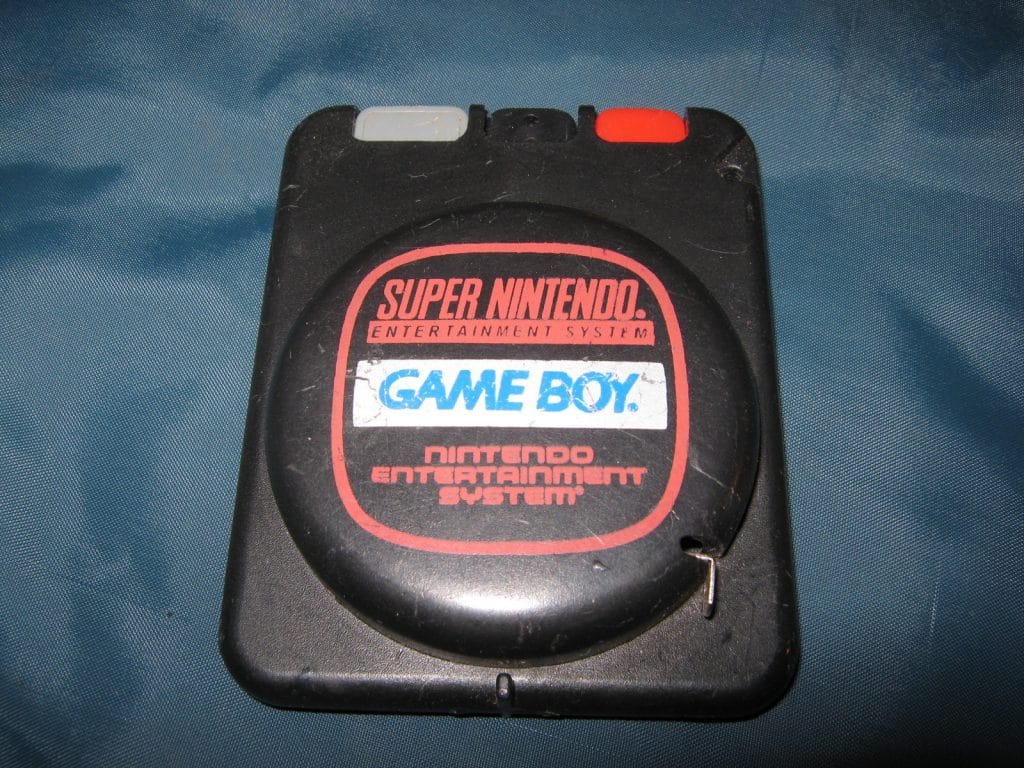 SUPER NINTENDO®
ENTERTAINMENT SYSTEM
GAME BOY®
NINTENDO
ENTERTAINMENT
SYSTEM®